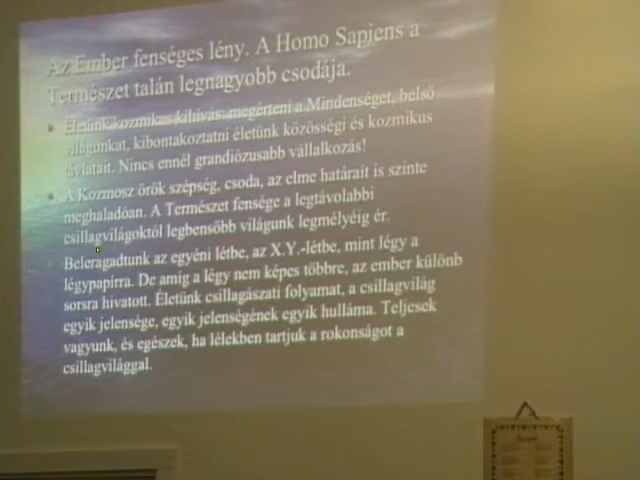 Az Ember fenséges lény. A Homo Sapiens a
Természet talán legnagyobb csodája.
Életünk kozmikus kihívás: megérteni a Mindenséget, belső
világunkat, kibontakoztatni életünk közösségi és kozmikus
távlatait. Nincs ennél grandiózusabb vállalkozás!
A Kozmosz örök szépség, csoda, az elme határait is szinte
meghaladóan. A Természet fensége a legtávolabbi
csillagvilágoktól legbensőbb világunk legmélyéig ér.
Beleragadtunk az egyéni létbe, az X.Y.-létbe, mint légy a
légypapírra. De amíg a légy nem képes többre, az ember különb
sorsra hivatott. Életünk csillagászati folyamat, a csillagvilág
egyik jelensége, egyik jelenségének egyik hulláma. Teljesek
vagyunk, és egészek, ha lélekben tartjuk a rokonságot a
csillagvilággal.